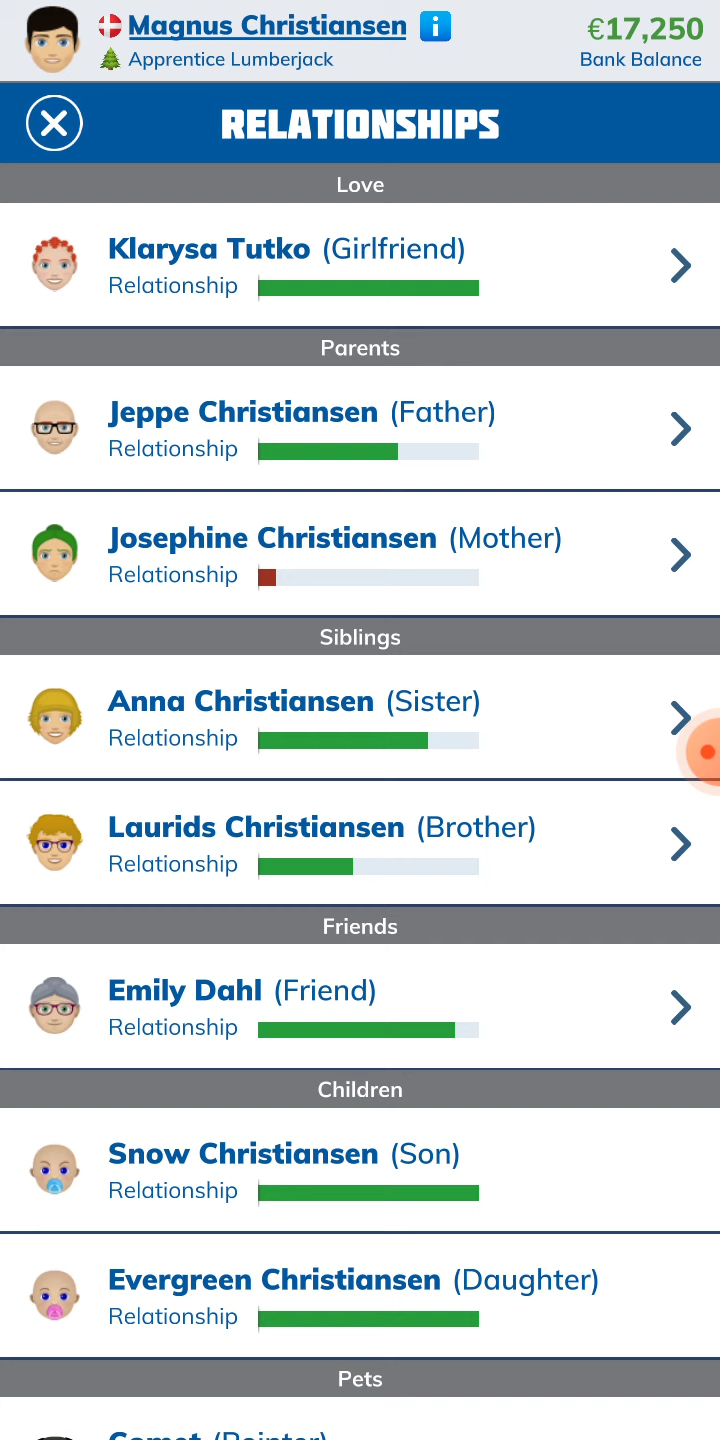 Magnus Christiansen i
€17,250
Apprentice Lumberjack
Bank Balance
RELATIONSHIPS
Love
Klarysa Tutko (Girlfriend)
Relationship
Parents
Jeppe Christiansen (Father)
Relationship
Josephine Christiansen (Mother)
Relationship
Siblings
Anna Christiansen (Sister)
Relationship
Laurids Christiansen (Brother)
Relationship
Friends
Emily Dahl (Friend)
Relationship
Children
Snow Christiansen (Son)
Relationship
Evergreen Christiansen (Daughter)
Relationship
Pets
Comet (Pointer)